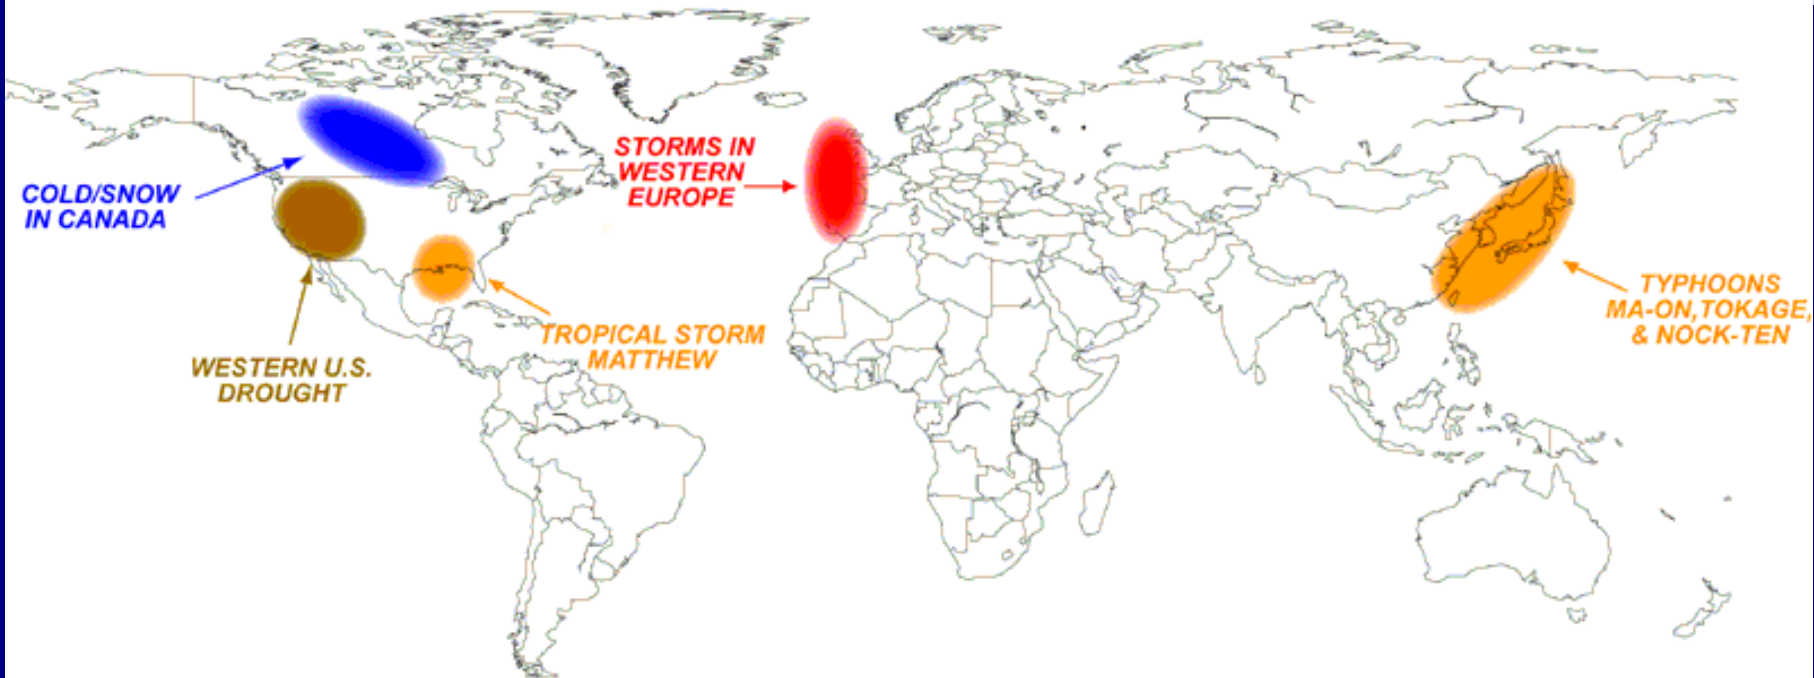 STORMS IN
WESTERN
EUROPE
COLD/SNOW
IN CANADA
TYPHOONS
MA-ON,TOKAGE,
& NOCK-TEN
TROPICAL STORM
MATTHEW
WESTERN U.S.
DROUGHT